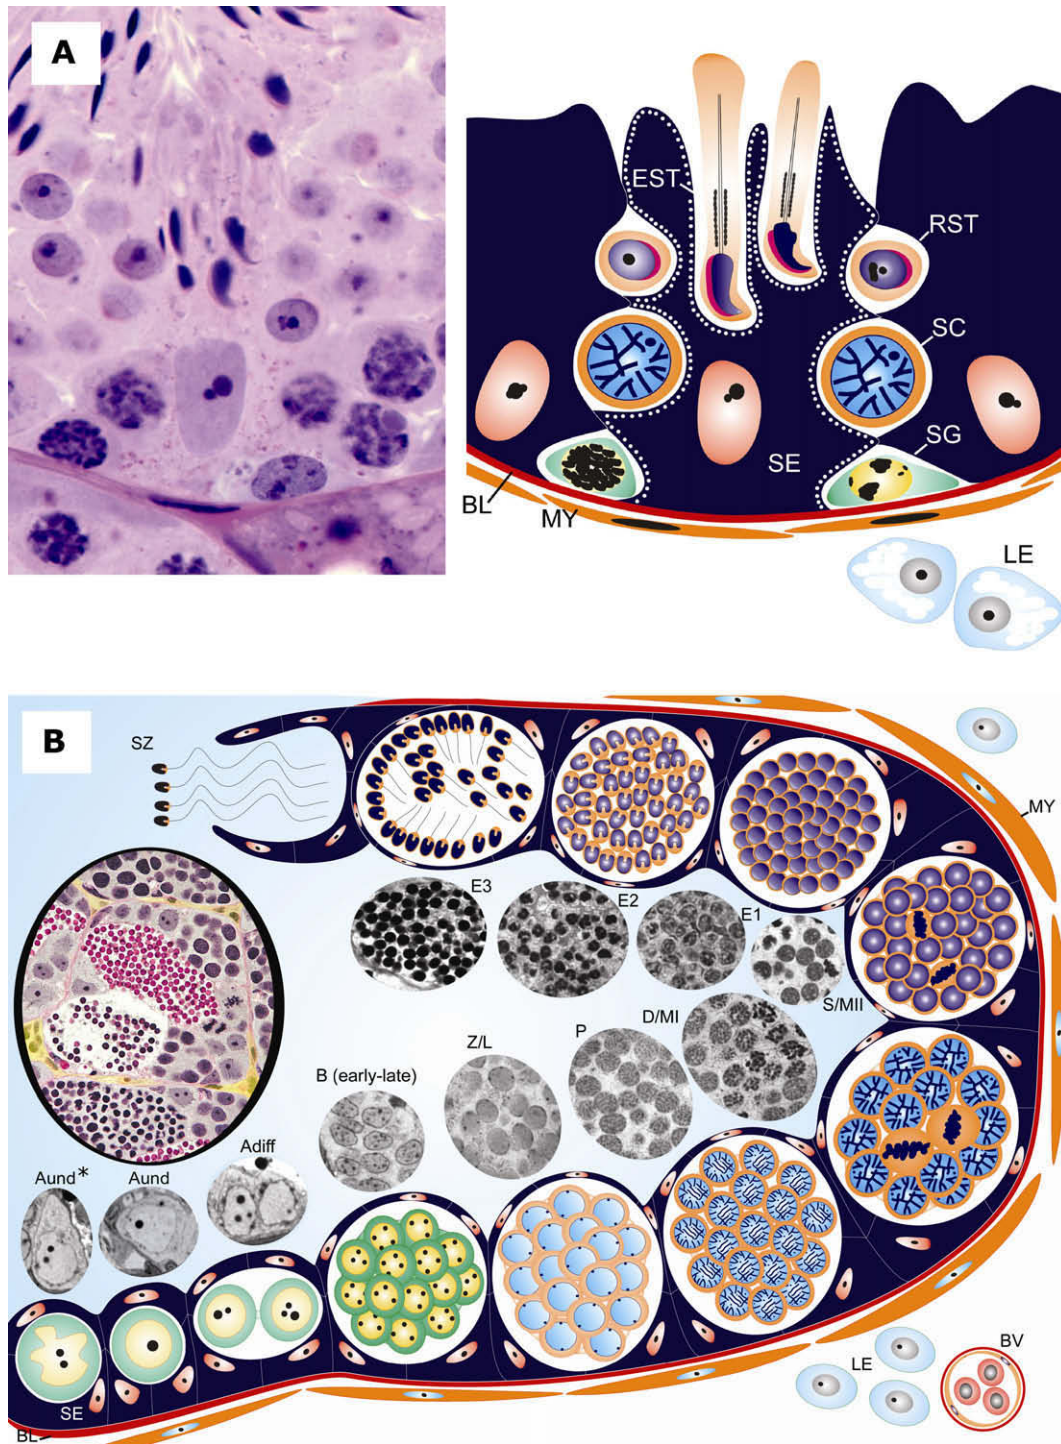 A
EST
RST
SC
SG
SE
BL
MY
LE
B
SZ
MY
E3
E2
E1
S/MII
D/MI
P
Z/L
B (early-late)
Adiff
Aund
Aund*
SE
BL
LE
BV